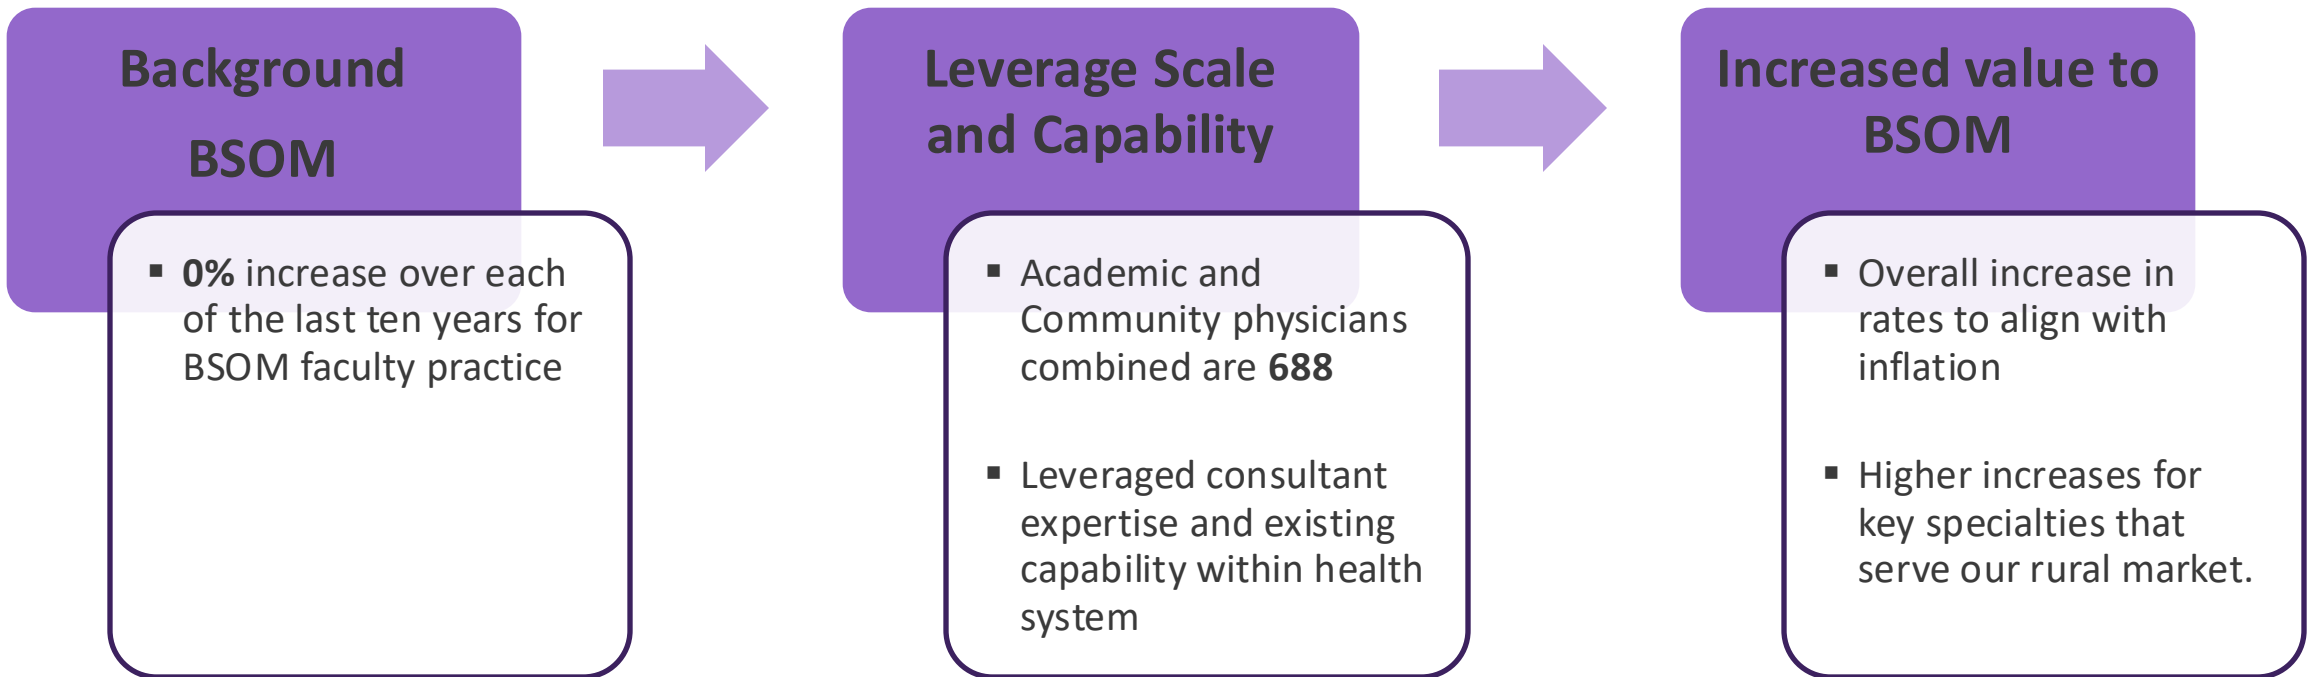 Background
BSOM
▪ 0% increase over each
of the last ten years for
BSOM faculty practice
Leverage Scale
and Capability
▪ Academic and
Community physicians
combined are 688
▪ Leveraged consultant
expertise and existing
capability within health
system
Increased value to
BSOM
▪ Overall increase in
rates to align with
inflation
▪ Higher increases for
key specialties that
serve our rural market.